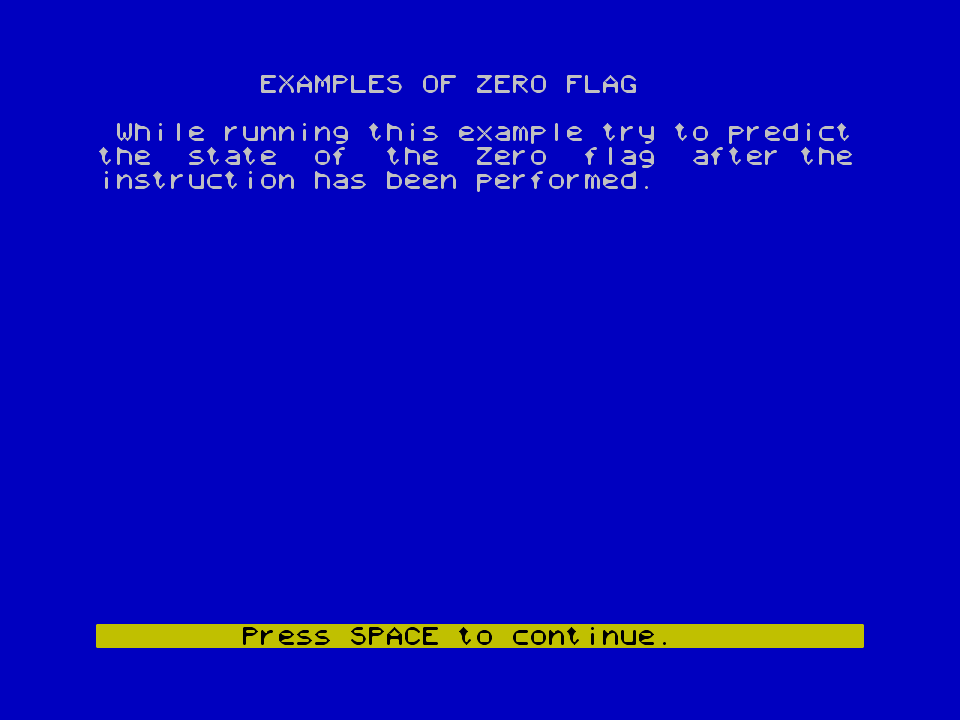 EXAMPLES OF ZERO FLAG
While running this example try to predict
the state of the Zero flag after the
instruction has been performed.
Press SPACE to continue.